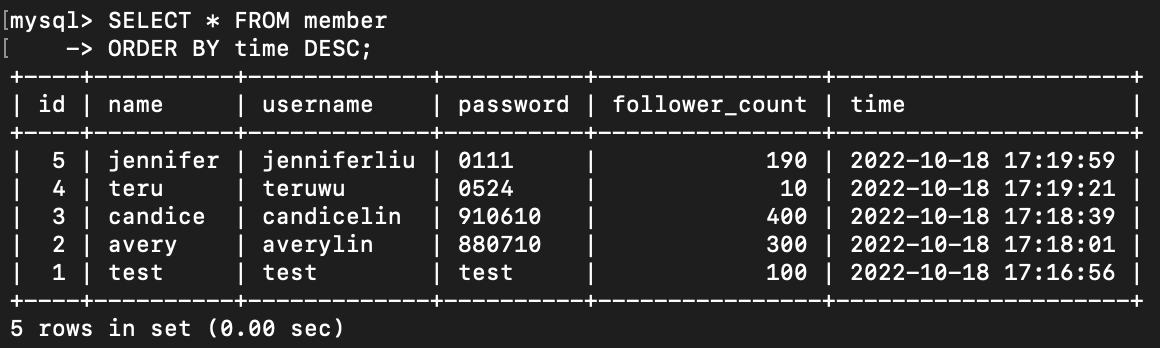 [mysql> SELECT * FROM member
[    -> ORDER BY time DESC;
+----+----------+-------------+----------+----------------+---------------------+
| id | name     | username    | password | follower_count | time                |
+----+----------+-------------+----------+----------------+---------------------+
|  5 | jennifer | jenniferliu | 0111     |            190 | 2022-10-18 17:19:59 |
|  4 | teru     | teruwu      | 0524     |             10 | 2022-10-18 17:19:21 |
|  3 | candice  | candicelin  | 910610   |            400 | 2022-10-18 17:18:39 |
|  2 | avery    | averylin    | 880710   |            300 | 2022-10-18 17:18:01 |
|  1 | test     | test        | test     |            100 | 2022-10-18 17:16:56 |
+----+----------+-------------+----------+----------------+---------------------+
5 rows in set (0.00 sec)